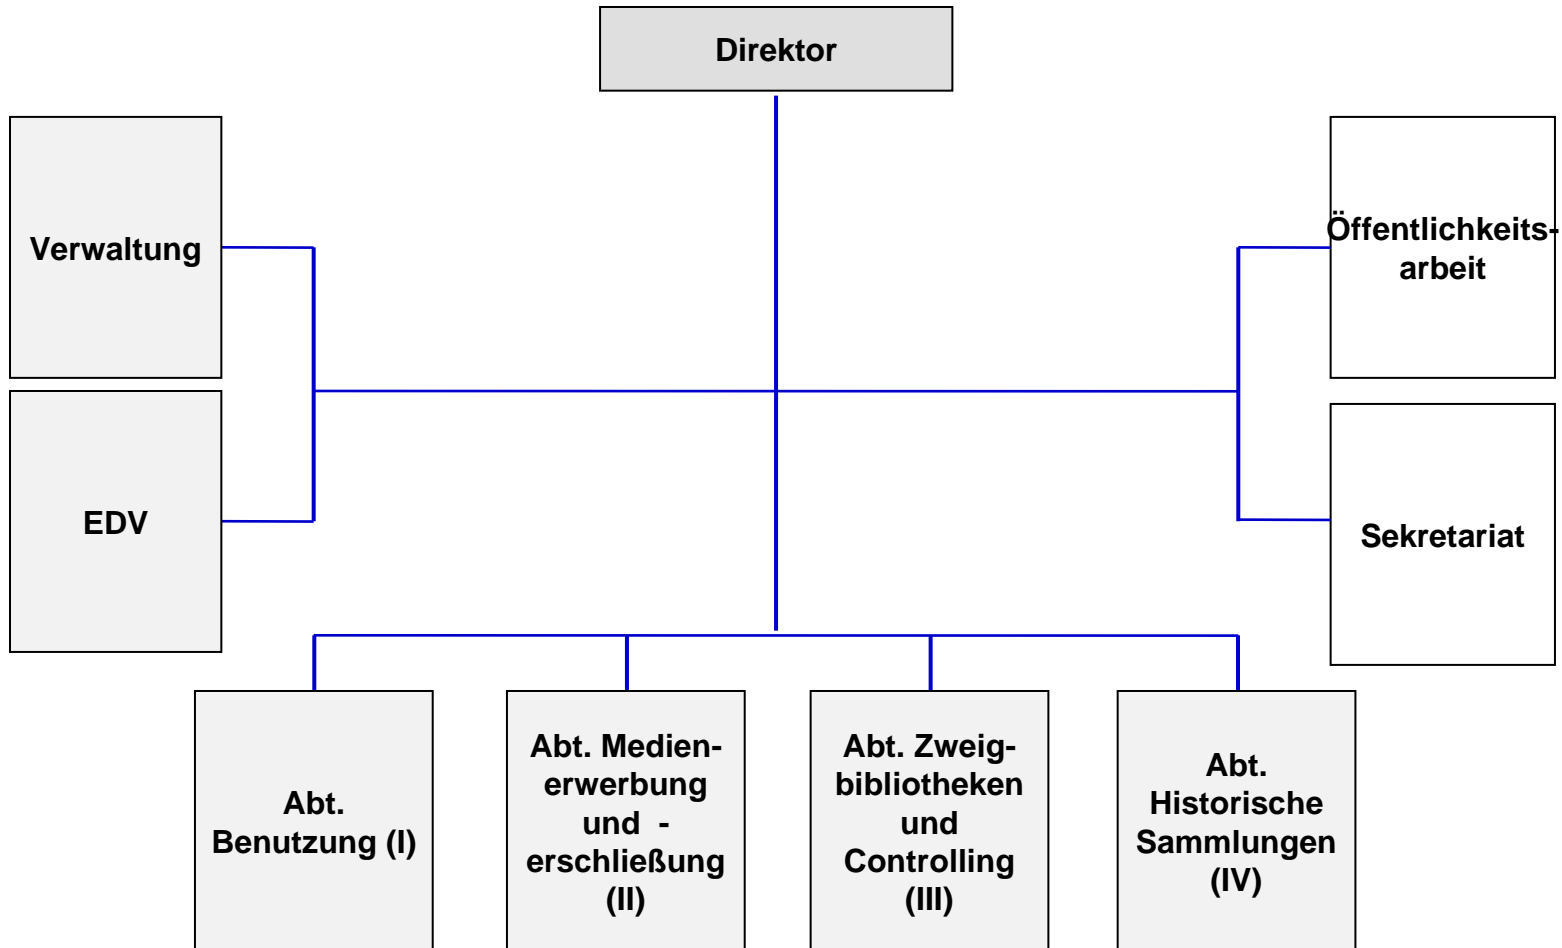 Direktor
Verwaltung
Öffentlichkeits-
arbeit
EDV
Sekretariat
Abt.
Benutzung (I)
Abt. Medien-
erwerbung
und -
erschließung
(II)
Abt. Zweig-
bibliotheken
und
Controlling
(III)
Abt.
Historische
Sammlungen
(IV)